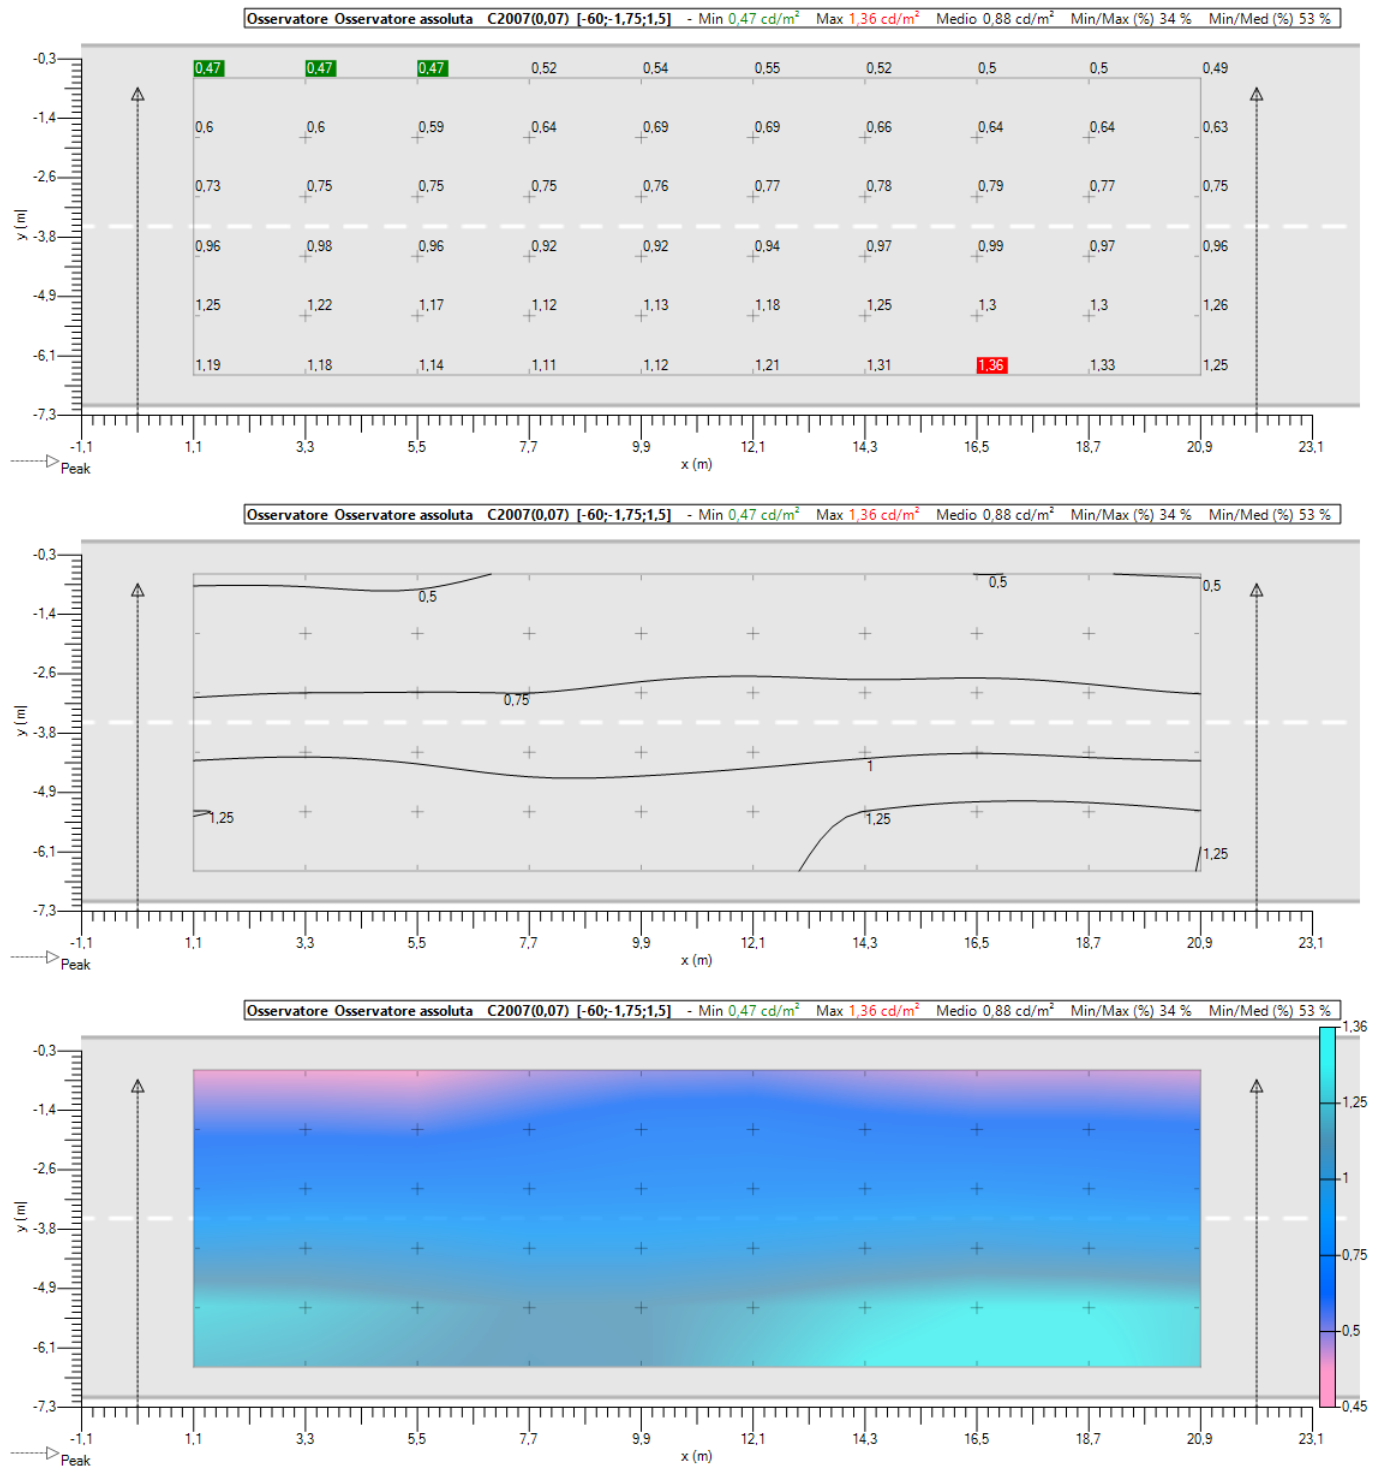 Osservatore Osservatore assoluta C2007(0,07) [-60;-1,75;1,5] - Min 0,47 cd/m² Max 1,36 cd/m² Medio 0,88 cd/m² Min/Max (%) 34 % Min/Med (%) 53 %
-0,3
0,47 0,47 0,47 0,52 0,54 0,55 0,52 0,5 0,5 0,49
-1,4
0,6 0,6 0,59 0,64 0,69 0,69 0,66 0,64 0,64 0,63
-2,6
0,73 0,75 0,75 0,75 0,76 0,77 0,78 0,79 0,77 0,75
y (m)
-3,8
0,96 0,98 0,96 0,92 0,92 0,94 0,97 0,99 0,97 0,96
-4,9
1,25 1,22 1,17 1,12 1,13 1,18 1,25 1,3 1,3 1,26
-6,1
1,19 1,18 1,14 1,11 1,12 1,21 1,31 1,36 1,33 1,25
-7,3
-1,1 1,1 3,3 5,5 7,7 9,9 12,1 14,3 16,5 18,7 20,9 23,1
x (m)
Peak
Osservatore Osservatore assoluta C2007(0,07) [-60;-1,75;1,5] - Min 0,47 cd/m² Max 1,36 cd/m² Medio 0,88 cd/m² Min/Max (%) 34 % Min/Med (%) 53 %
-0,3
0,5 0,5 0,5
-1,4
-2,6
0,75
y (m)
-3,8
1
-4,9
1,25 1,25
-6,1
1,25
-7,3
-1,1 1,1 3,3 5,5 7,7 9,9 12,1 14,3 16,5 18,7 20,9 23,1
x (m)
Peak
Osservatore Osservatore assoluta C2007(0,07) [-60;-1,75;1,5] - Min 0,47 cd/m² Max 1,36 cd/m² Medio 0,88 cd/m² Min/Max (%) 34 % Min/Med (%) 53 %
1,36
-0,3
1,25
-1,4
-2,6
1
y (m)
-3,8
0,75
-4,9
0,5
-6,1
-7,3
0,45
-1,1 1,1 3,3 5,5 7,7 9,9 12,1 14,3 16,5 18,7 20,9 23,1
x (m)
Peak